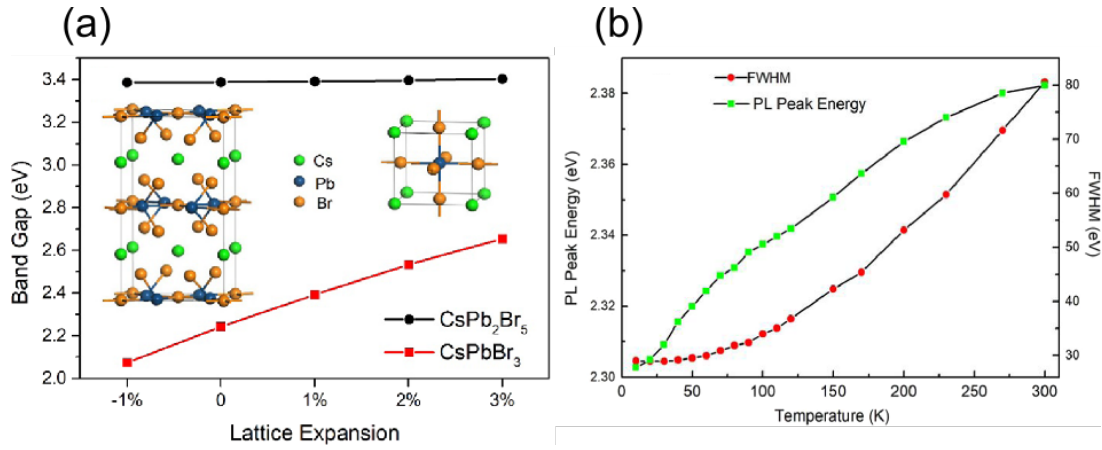 (a)
3.4
3.2
3.0
2.8
2.6
2.4
2.2
2.0
Band Gap (eV)
Cs
Pb
Br
CsPb₂Br₅
CsPbBr₃
-1%
0
1%
2%
3%
Lattice Expansion
(b)
2.38
2.36
2.34
2.32
2.30
PL Peak Energy (eV)
FWHM
PL Peak Energy
80
70
60
50
40
30
FWHM (eV)
0
50
100
150
200
250
300
Temperature (K)